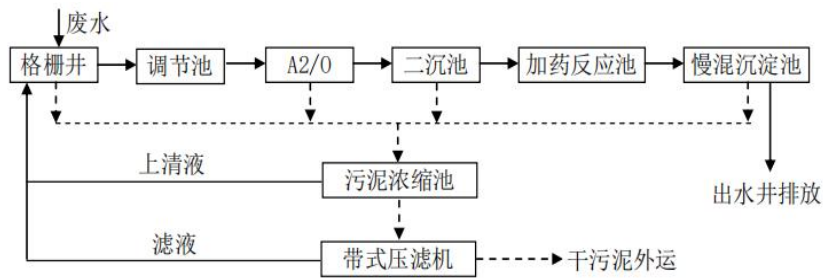 废水
格栅井
调节池
A2/O
二沉池
加药反应池
慢混沉淀池
上清液
污泥浓缩池
出水井排放
滤液
带式压滤机
干污泥外运